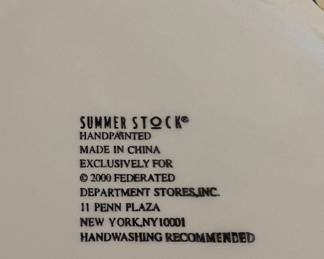 SUMMER STOCK®
HANDPAINTED
MADE IN CHINA
EXCLUSIVELY FOR
© 2000 FEDERATED
DEPARTMENT STORES,INC.
11 PENN PLAZA
NEW YORK,NY10001
HANDWASHING RECOMMENDED